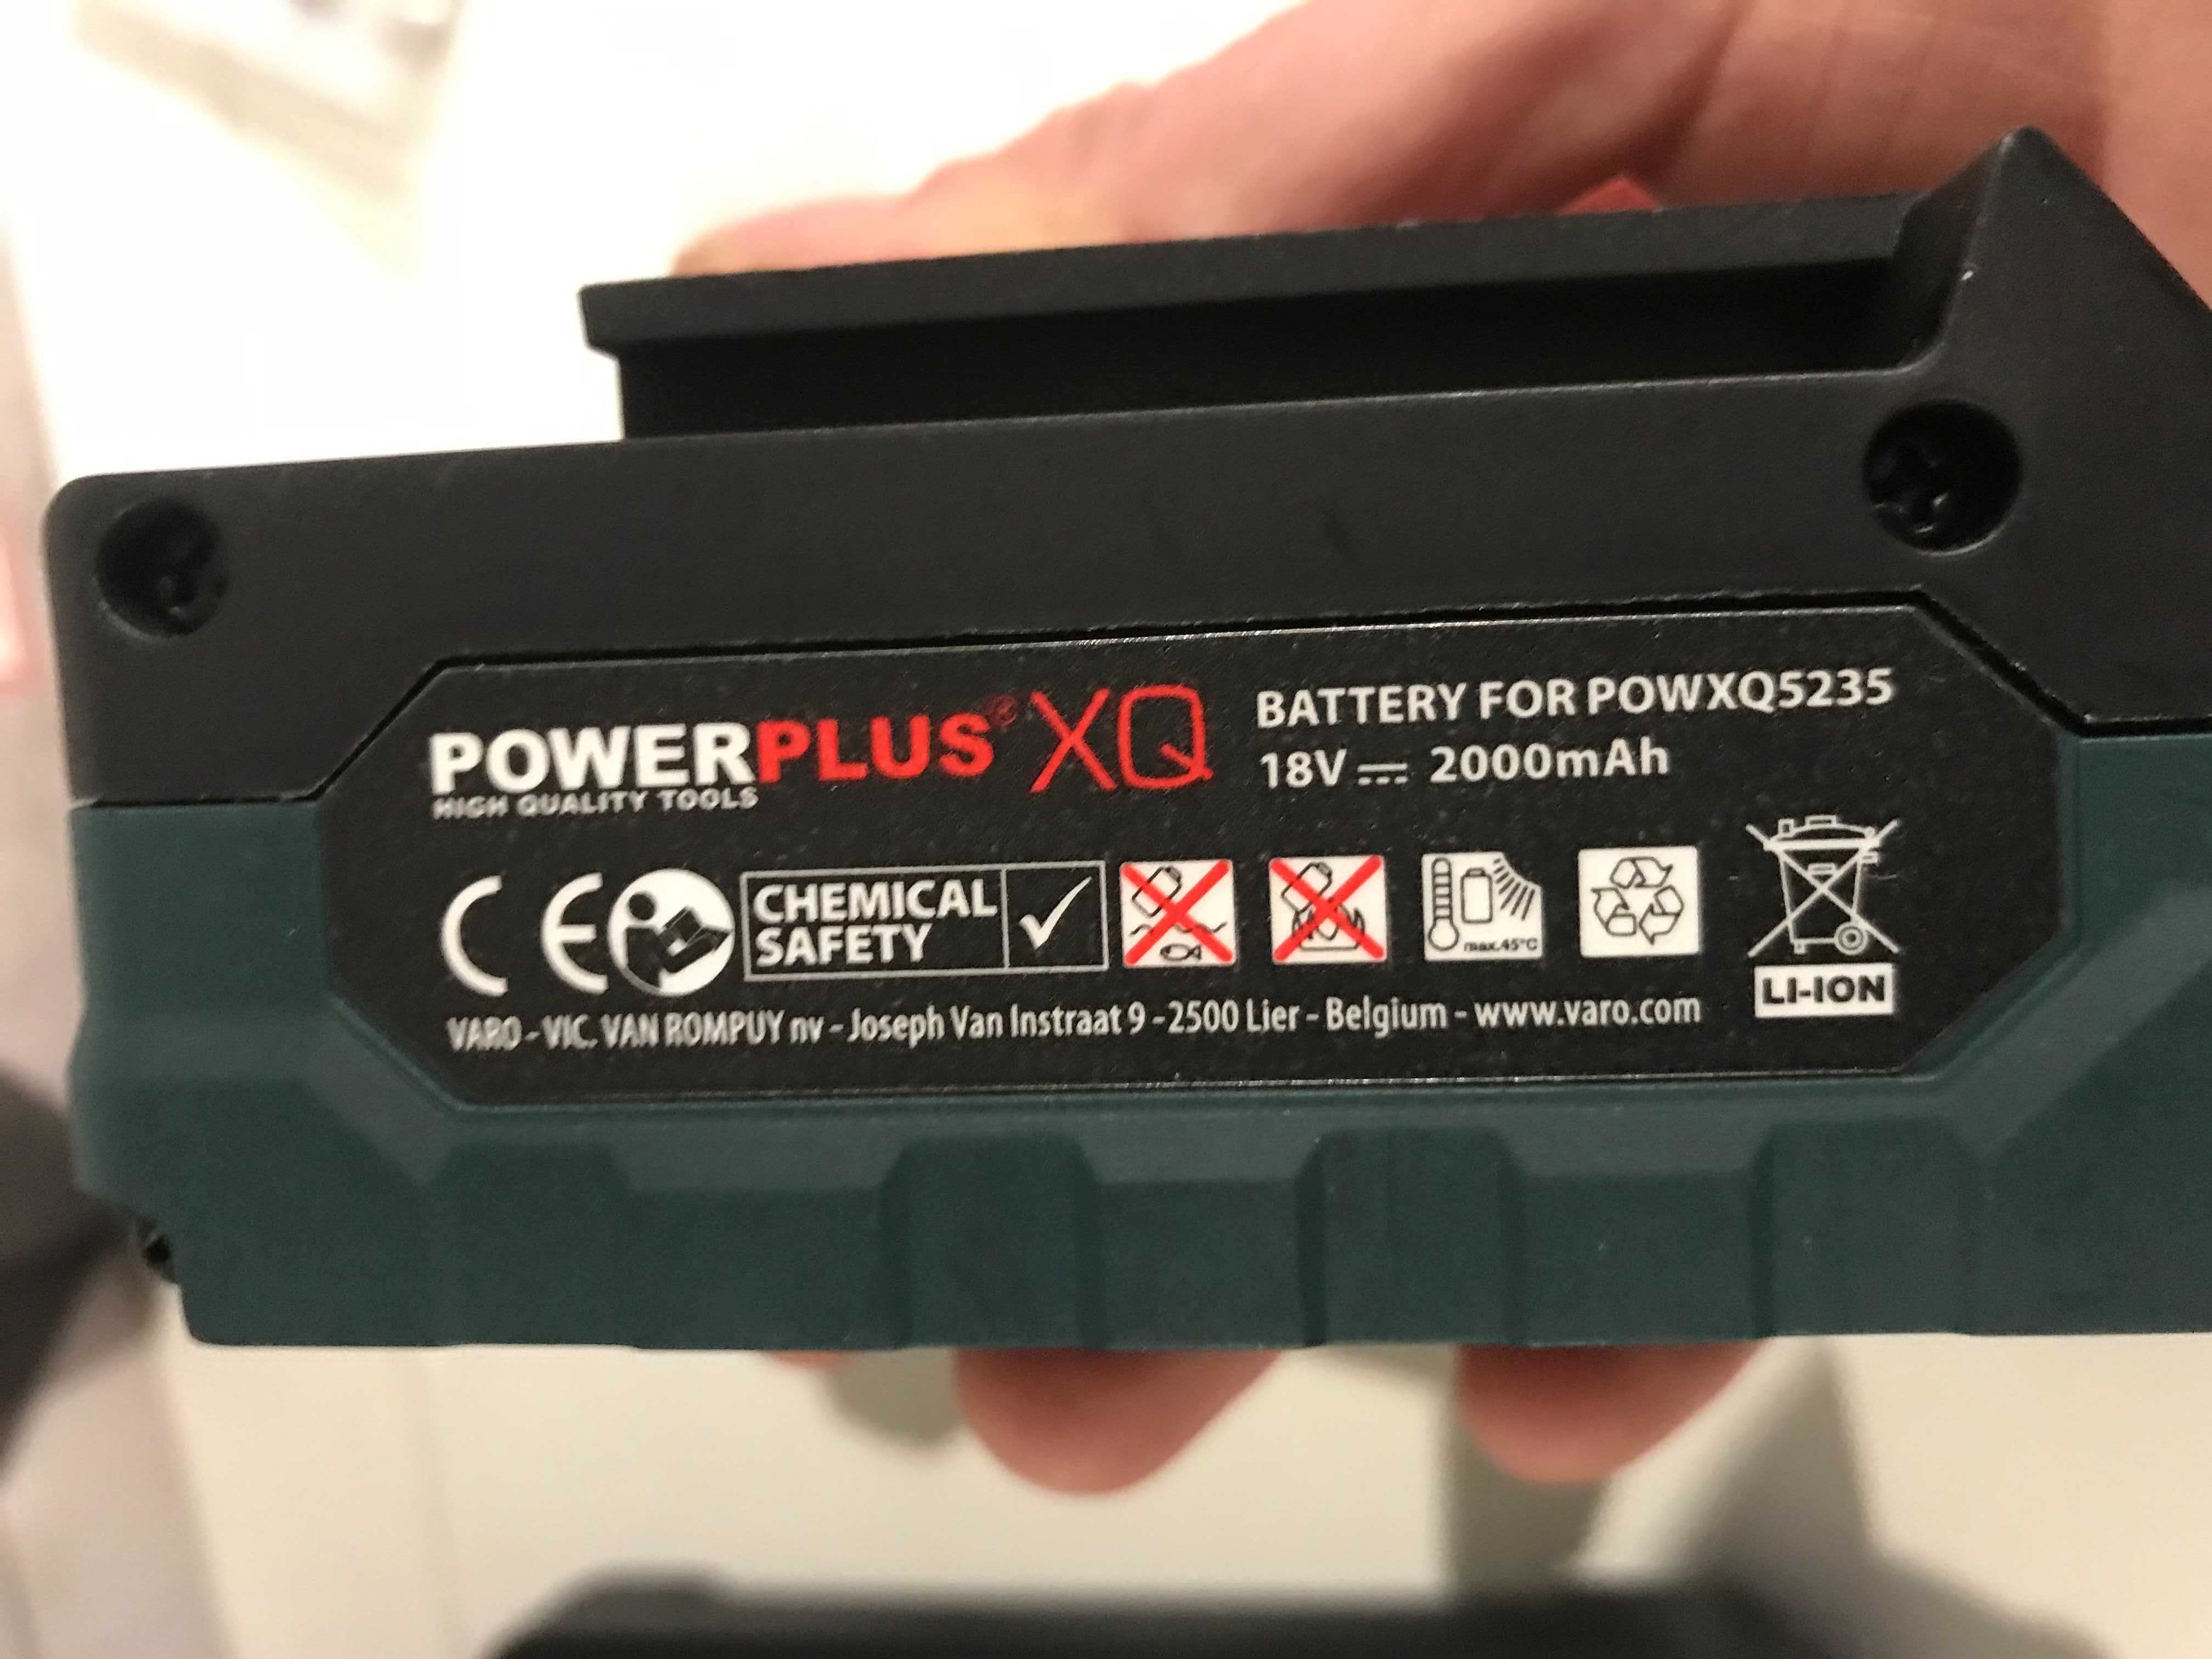 POWERPLUS® XQ
HIGH QUALITY TOOLS
BATTERY FOR POWXQ5235
18V 2000mAh
CE
CHEMICAL
SAFETY
max.45°C
LI-ION
VARO - VIC. VAN ROMPUY nv - Joseph Van Instraat 9 - 2500 Lier - Belgium - www.varo.com